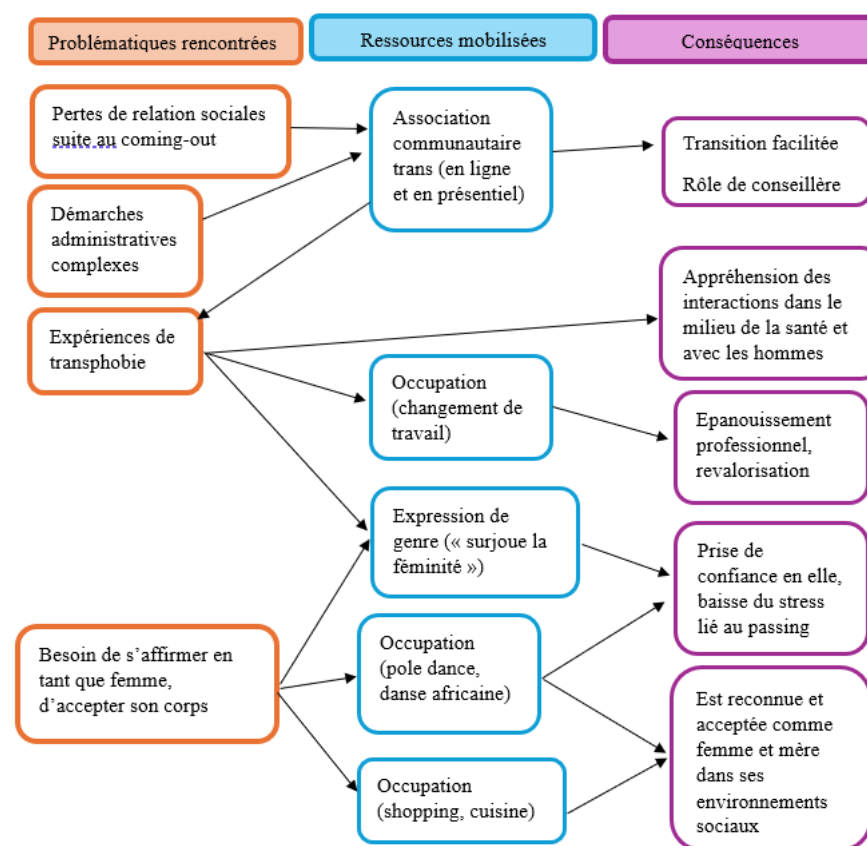 Problématiques rencontrées
Ressources mobilisées
Conséquences
Pertes de relation sociales
suite au coming-out
Démarches
administratives
complexes
Expériences de
transphobie
Besoin de s’affirmer en
tant que femme,
d’accepter son corps
Association
communautaire
trans (en ligne
et en présentiel)
Occupation
(changement de
travail)
Expression de
genre (« surjoue la
féminité »)
Occupation
(pole dance,
danse africaine)
Occupation
(shopping, cuisine)
Transition facilitée
Rôle de conseillère
Appréhension des
interactions dans le
milieu de la santé et
avec les hommes
Epanouissement
professionnel,
revalorisation
Prise de
confiance en elle,
baisse du stress
lié au passing
Est reconnue et
acceptée comme
femme et mère
dans ses
environnements
sociaux